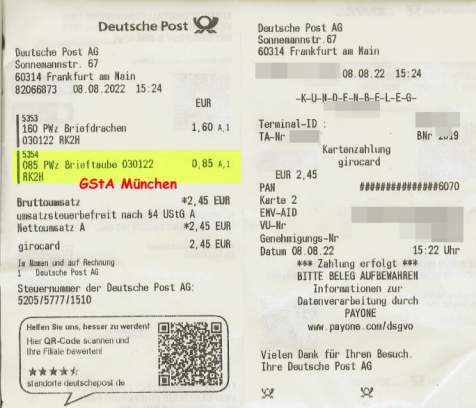 Deutsche Post
Deutsche Post AG
Sonnemannstr. 67
60314 Frankfurt am Main
82066873 08.08.2022 15:24
EUR
5353
160 PWz Briefdrachen 1,60 A,1
030122 RK2H
5354
085 PWz Brieftaube 030122 0,85 A,1
RK2H
GStA München
Bruttoumsatz *2,45 EUR
umsatzsteuerbefreit nach §4 UStG A
Nettoumsatz A *2,45 EUR
girocard 2,45 EUR
Im Namen und auf Rechnung
1 Deutsche Post AG
Steuernummer der Deutsche Post AG:
5205/5777/1510
Helfen Sie uns, besser zu werden!
Hier QR-Code scannen und
Ihre Filiale bewerten!
standorte deutschepost.de
Deutsche Post AG
Sonnemannstr.67
60314 Frankfurt am Main
08.08.22 15:24
-K-U-N-D-E-N-B-E-L-E-G-
Terminal-ID :
TA-Nr BNr 2019
Kartenzahlung
girocard
EUR 2,45
PAN ###############6070
Karte 2
EMV-AID
VU-Nr
Genehmigungs-Nr
Datum 08.08.22 15:22 Uhr
*** Zahlung erfolgt ***
BITTE BELEG AUFBEWAHREN
Informationen zur
Datenverarbeitung durch
PAYONE
www.payone.com/dsgvo
Vielen Dank für Ihren Besuch.
Ihre Deutsche Post AG